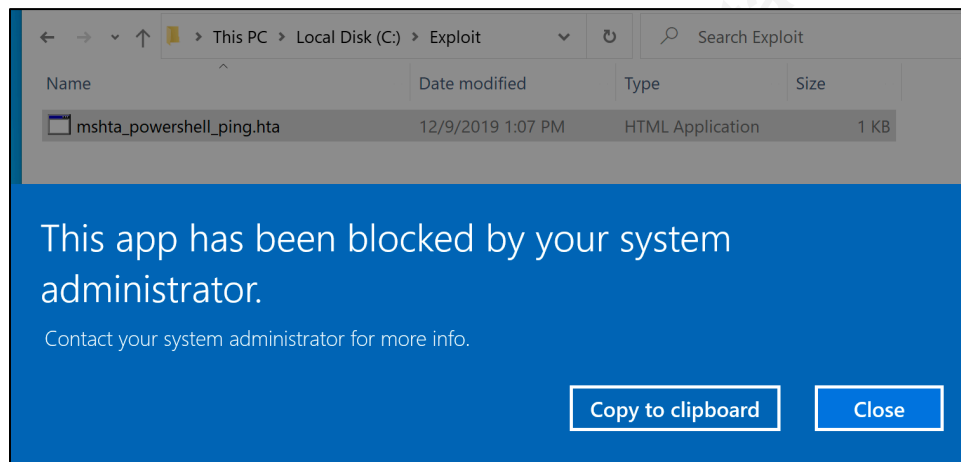 This PC > Local Disk (C:) > Exploit
Search Exploit
Name Date modified Type Size
mshta_powershell_ping.hta 12/9/2019 1:07 PM HTML Application 1 KB
This app has been blocked by your system
administrator.
Contact your system administrator for more info.
Copy to clipboard Close